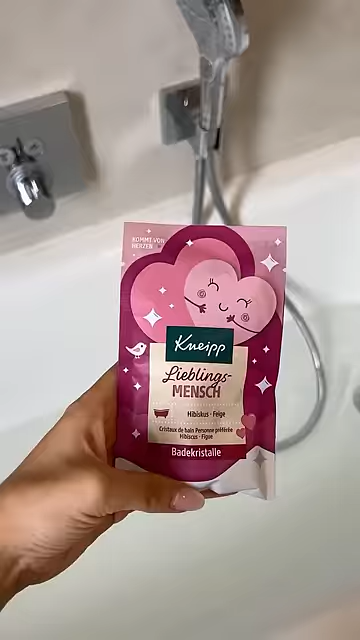 KOMMT VON
HERZEN
Kneipp
Lieblings-
MENSCH
Hibiskus · Feige
Cristaux de bain Personne préférée
Hibiscus · Figue
Badekristalle